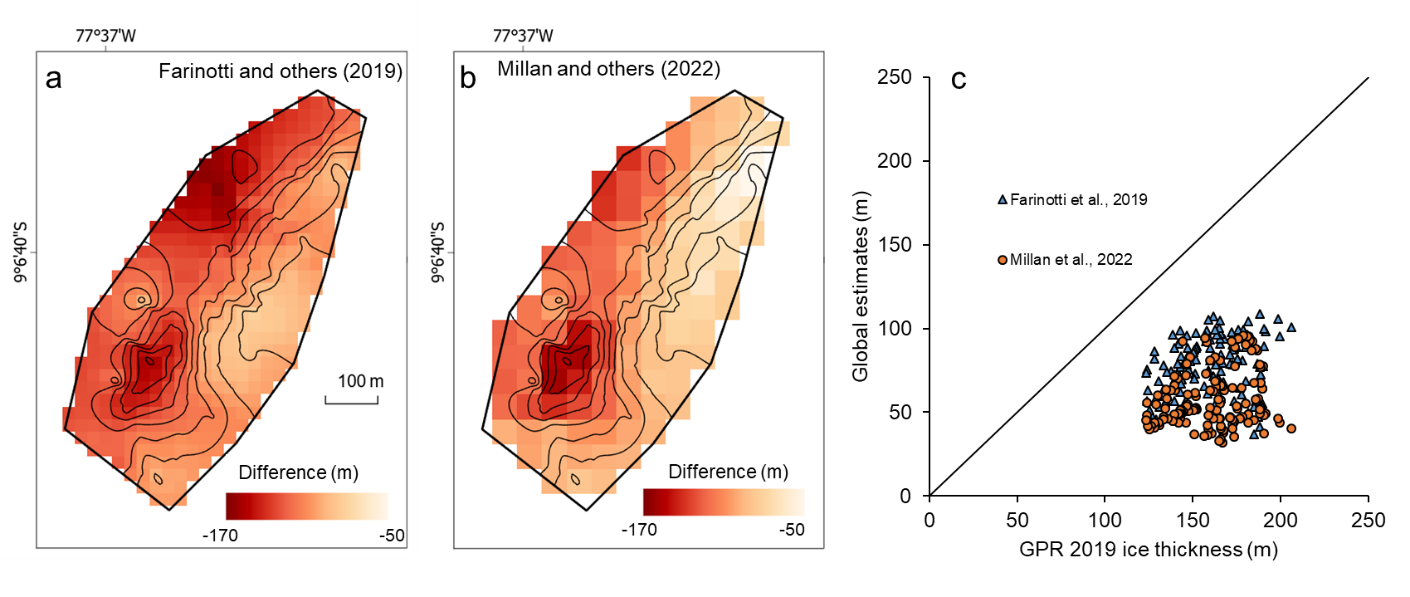 77°37'W
a
Farinotti and others (2019)
9°6'40"S
100 m
Difference (m)
-170
-50
77°37'W
b
Millan and others (2022)
9°6'40"S
Difference (m)
-170
-50
c
250
200
150
100
50
0
Global estimates (m)
Farinotti et al., 2019
Millan et al., 2022
0
50
100
150
200
250
GPR 2019 ice thickness (m)